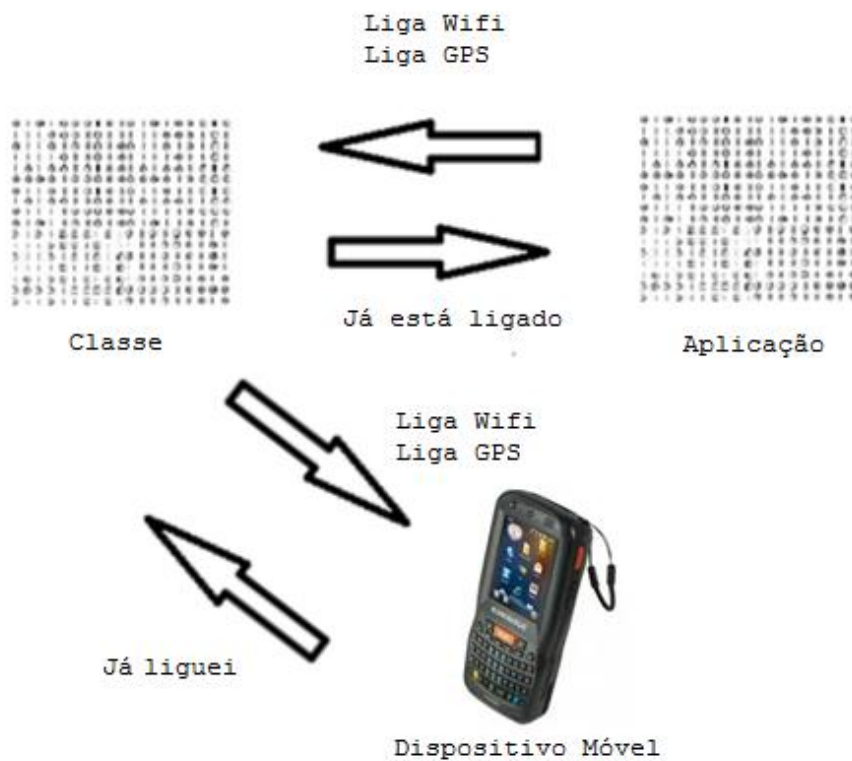 Liga Wifi
Liga GPS
Já está ligado
Classe
Aplicação
Liga Wifi
Liga GPS
Já liguei
Dispositivo Móvel